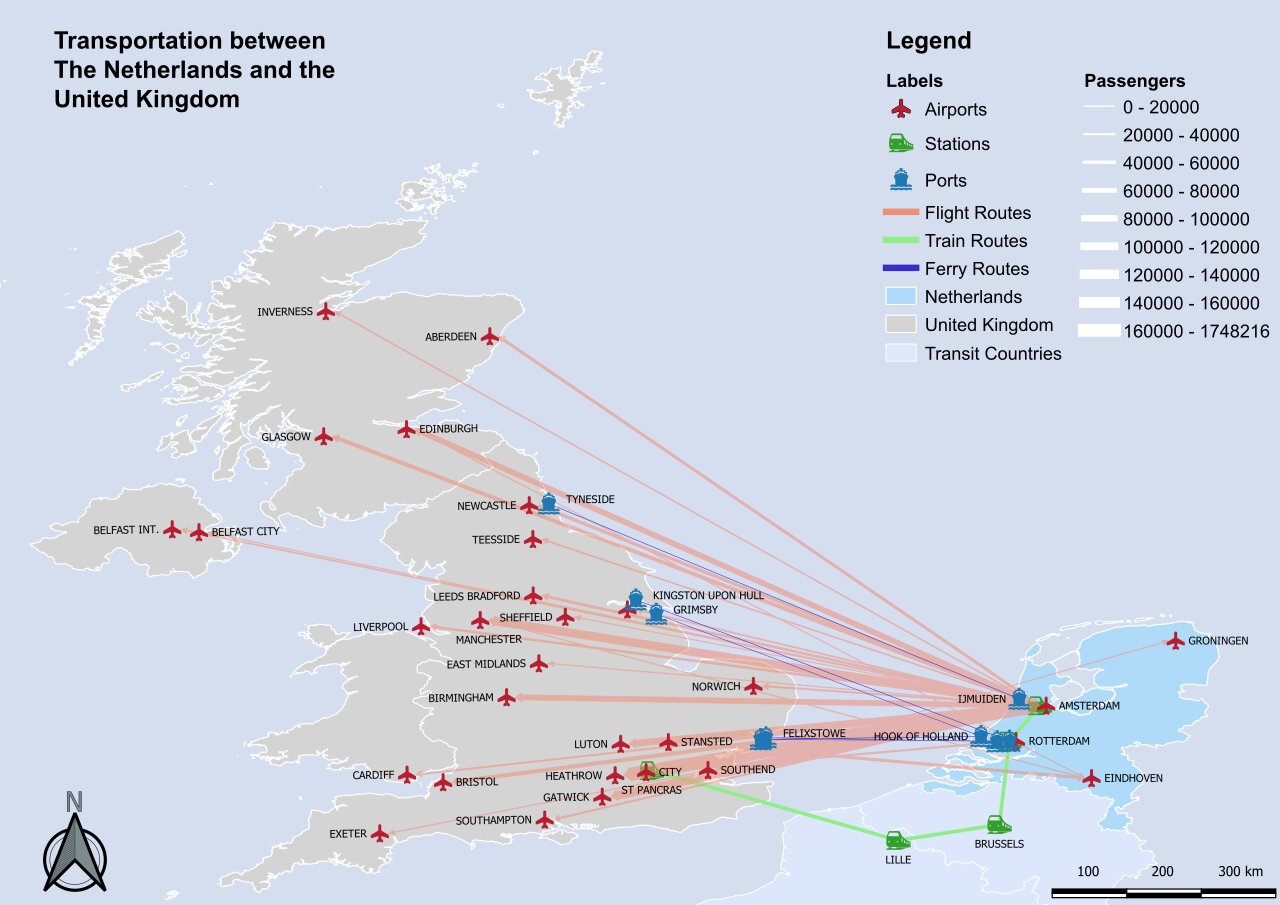 Transportation between
The Netherlands and the
United Kingdom
Legend
Labels
Airports
Stations
Ports
Flight Routes
Train Routes
Ferry Routes
Netherlands
United Kingdom
Transit Countries
Passengers
0 - 20000
20000 - 40000
40000 - 60000
60000 - 80000
80000 - 100000
100000 - 120000
120000 - 140000
140000 - 160000
160000 - 1748216
INVERNESS
ABERDEEN
GLASGOW
EDINBURGH
NEWCASTLE
TYNESIDE
BELFAST INT.
BELFAST CITY
TEESSIDE
LEEDS BRADFORD
KINGSTON UPON HULL
GRIMSBY
SHEFFIELD
LIVERPOOL
MANCHESTER
GRONINGEN
EAST MIDLANDS
NORWICH
BIRMINGHAM
IJMUIDEN
AMSTERDAM
LUTON
STANSTED
FELIXSTOWE
HOOK OF HOLLAND
ROTTERDAM
CARDIFF
BRISTOL
HEATHROW
CITY
SOUTHEND
EINDHOVEN
ST PANCRAS
GATWICK
SOUTHAMPTON
EXETER
BRUSSELS
LILLE
N
100 200 300 km